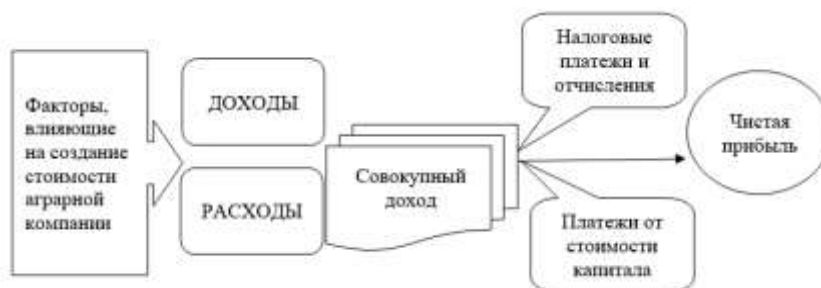 Факторы,
влияющие
на создание
стоимости
аграрной
компании
ДОХОДЫ
РАСХОДЫ
Совокупный
доход
Налоговые
платежи и
отчисления
Платежи от
стоимости
капитала
Чистая
прибыль